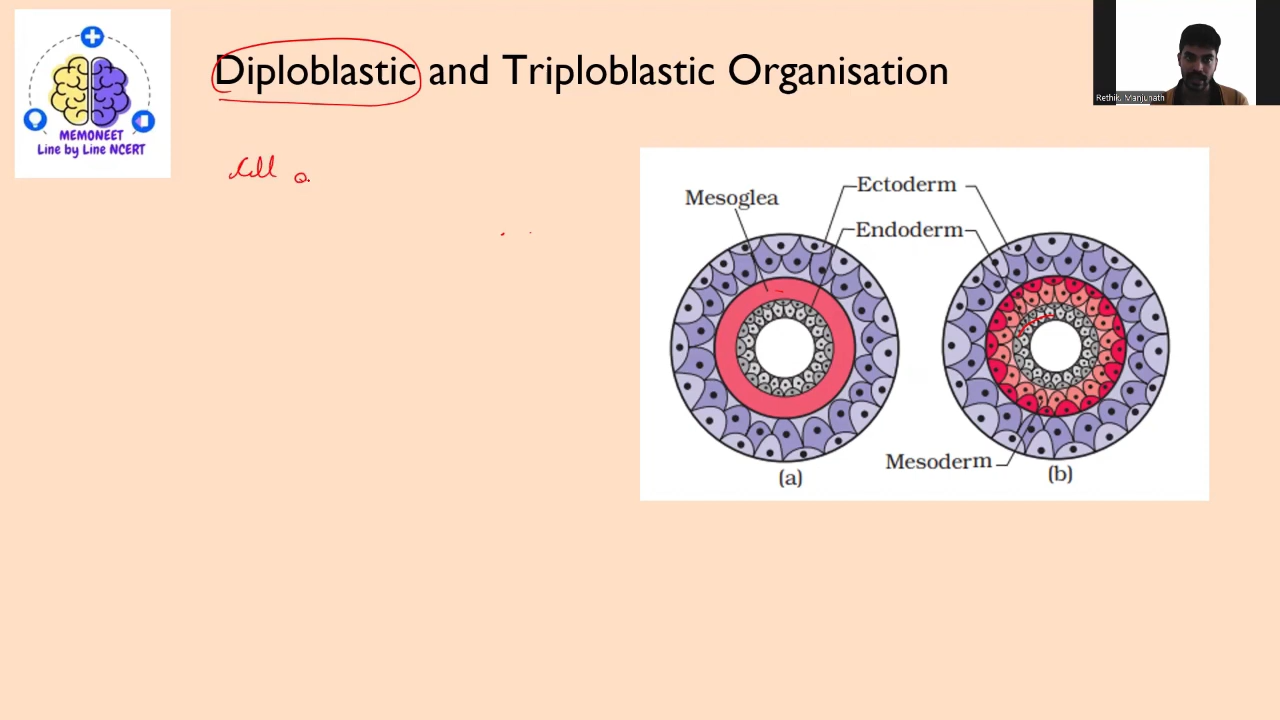 Diploblastic and Triploblastic Organisation
MEMONEET
Line by Line NCERT
Rethik Manjunath
Mesoglea
Ectoderm
Endoderm
Mesoderm
(a)
(b)